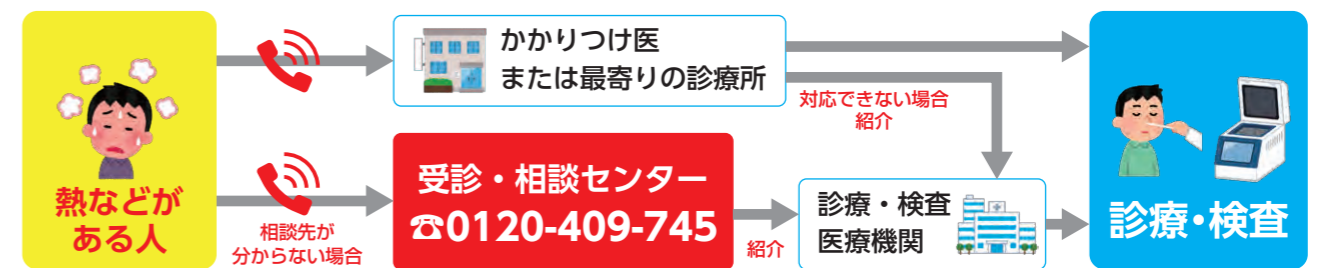 熱などが
ある人
かかりつけ医
または最寄りの診療所
対応できない場合
紹介
相談先が
分からない場合
受診・相談センター
☎0120-409-745
紹介
診療・検査
医療機関
診療・検査